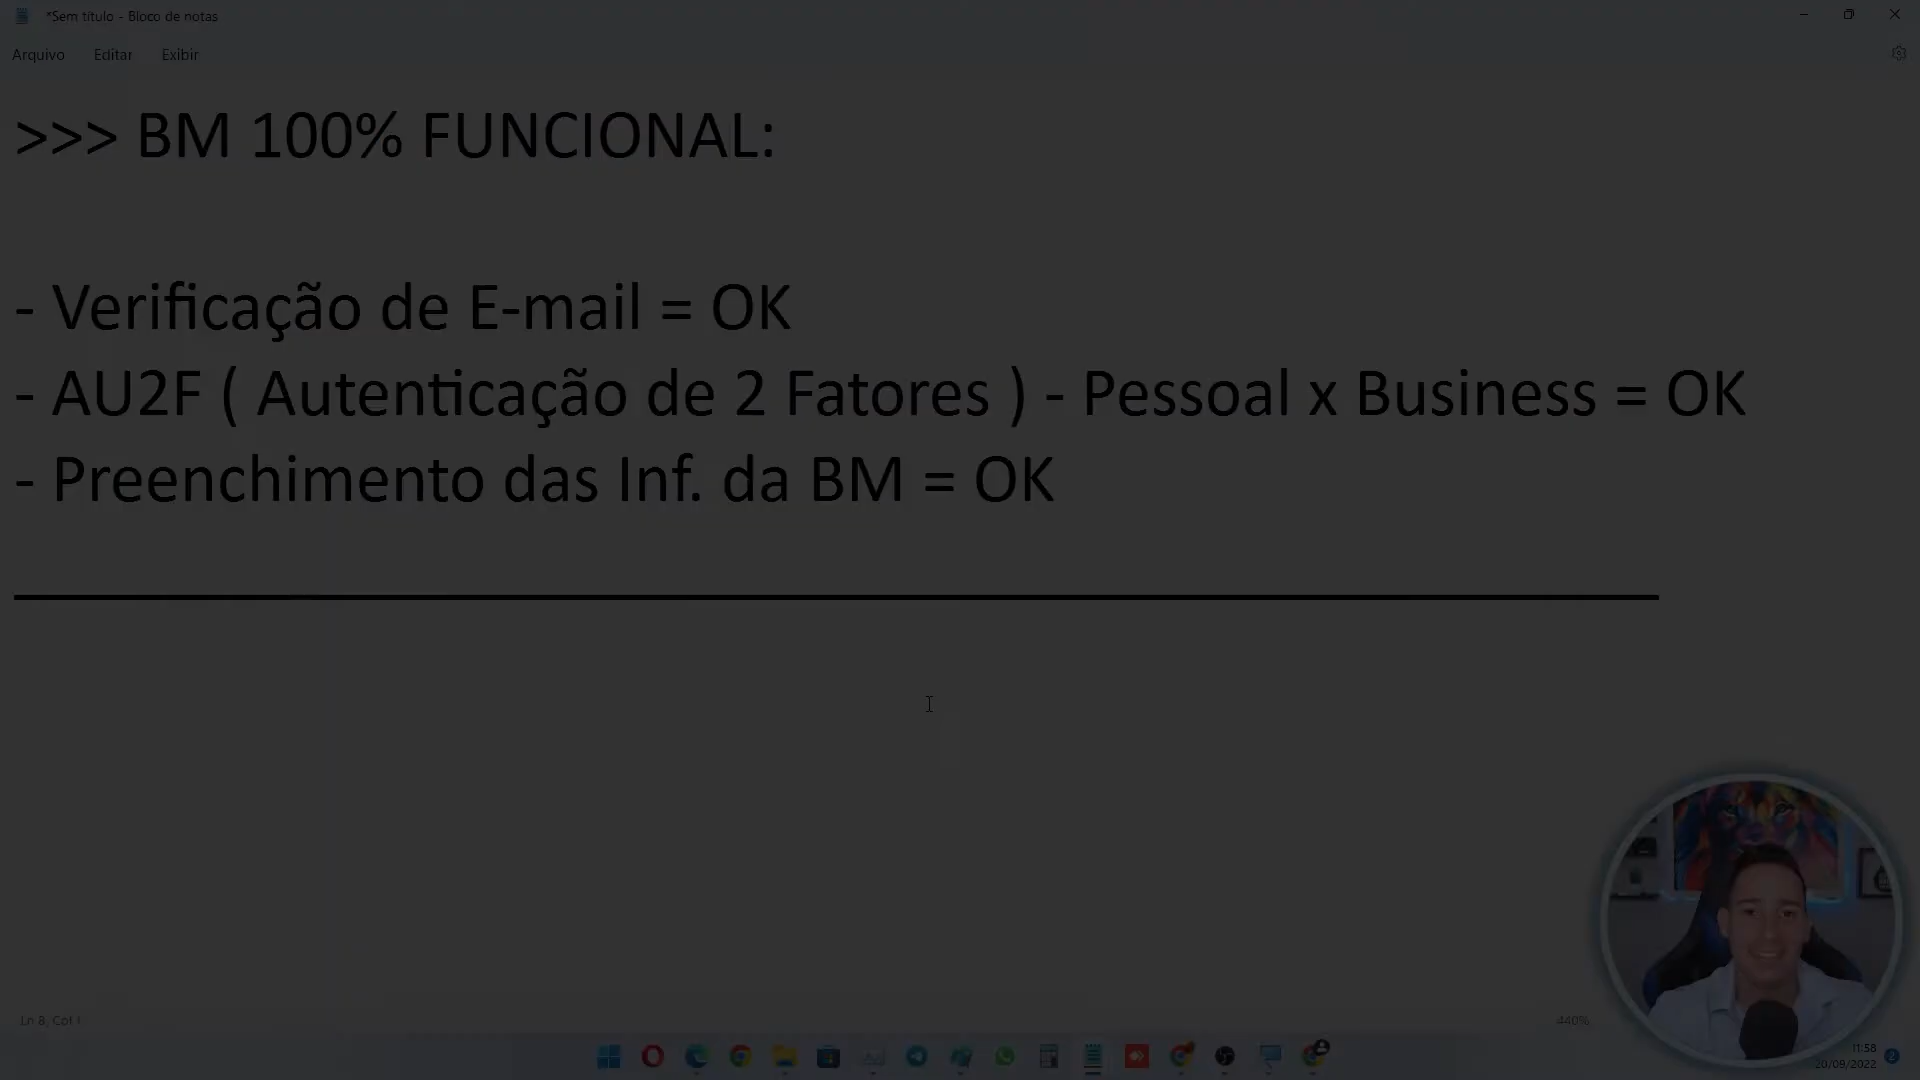 *Sem título - Bloco de notas
Arquivo Editar Exibir
>>> BM 100% FUNCIONAL:
- Verificação de E-mail = OK
- AU2F ( Autenticação de 2 Fatores ) - Pessoal x Business = OK
- Preenchimento das Inf. da BM = OK
Ln 8, Col 1
440%
11:58
20/09/2022
2